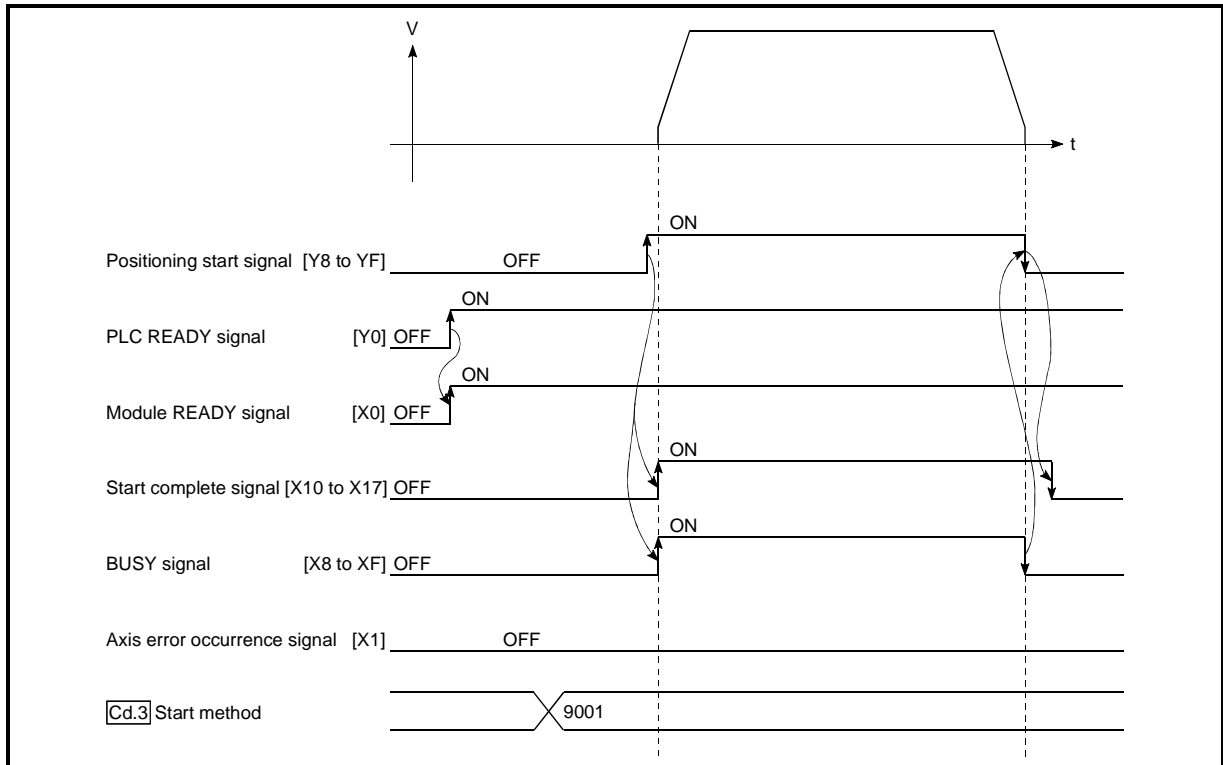 V
t
ON
Positioning start signal [Y8 to YF] OFF
ON
PLC READY signal [Y0] OFF
ON
Module READY signal [X0] OFF
ON
Start complete signal [X10 to X17] OFF
ON
BUSY signal [X8 to XF] OFF
Axis error occurrence signal [X1] OFF
Cd.3 Start method 9001